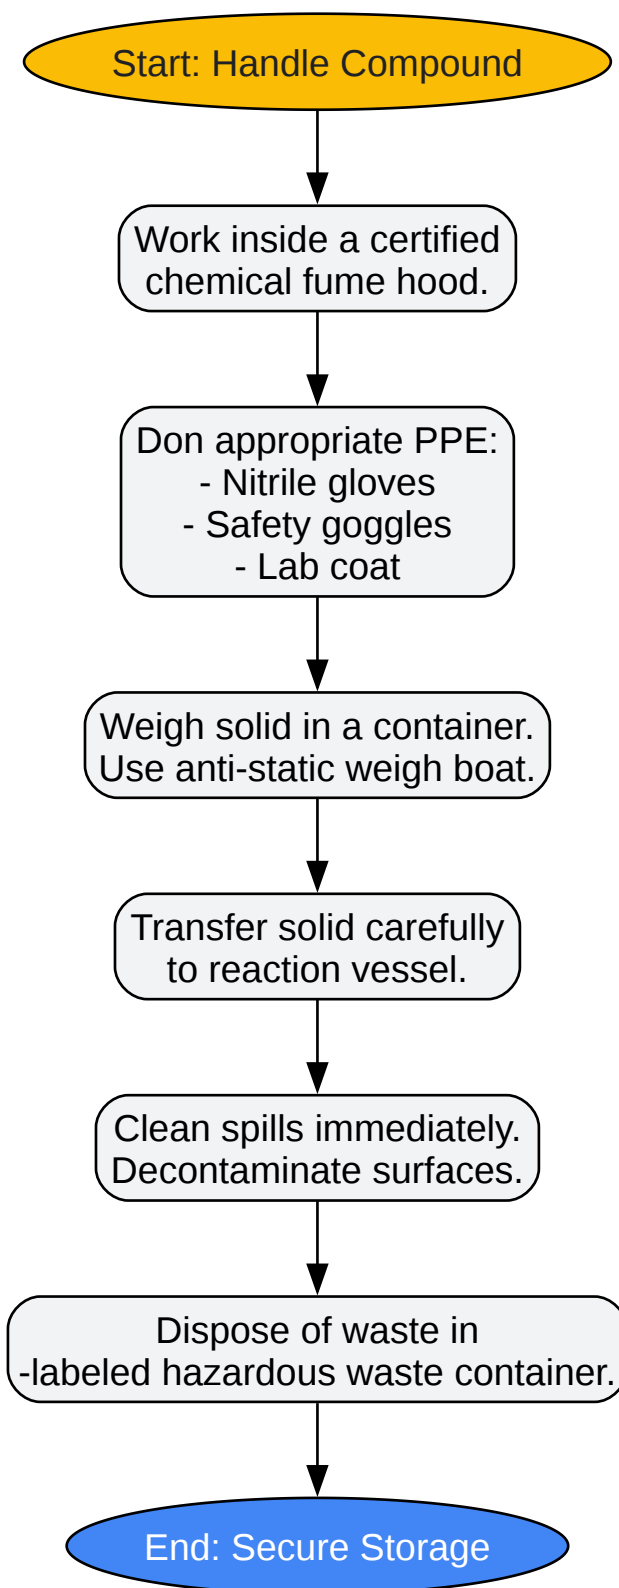 Start: Handle Compound
Work inside a certified
chemical fume hood.
Don appropriate PPE:
- Nitrile gloves
- Safety goggles
- Lab coat
Weigh solid in a container.
Use anti-static weigh boat.
Transfer solid carefully
to reaction vessel.
Clean spills immediately.
Decontaminate surfaces.
Dispose of waste in
-labeled hazardous waste container.
End: Secure Storage